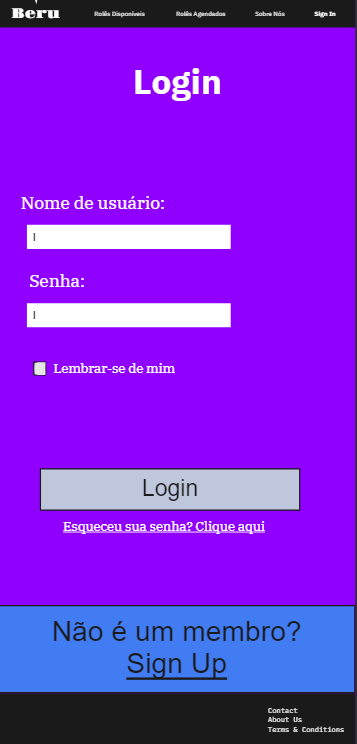 Beru Rolês Disponíveis Rolês Agendados Sobre Nós Sign In
Login
Nome de usuário:
I
Senha:
I
Lembrar-se de mim
Login
Esqueceu sua senha? Clique aqui
Não é um membro?
Sign Up
Contact
About Us
Terms & Conditions